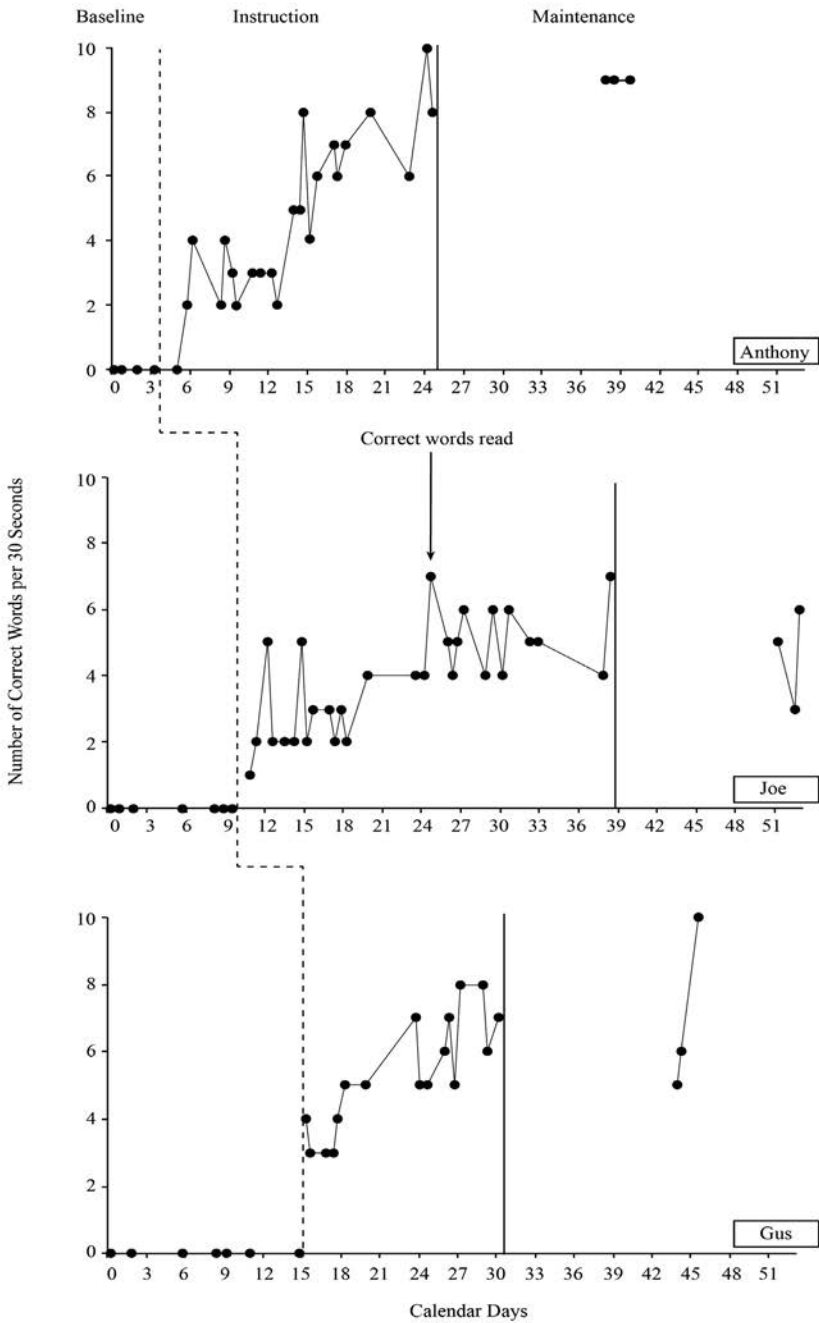 Baseline Instruction Maintenance
10
8
6
4
2
0
0 3 6 9 12 15 18 21 24 27 30 33 36 39 42 45 48 51
Anthony
Correct words read
Number of Correct Words per 30 Seconds
10
8
6
4
2
0
0 3 6 9 12 15 18 21 24 27 30 33 36 39 42 45 48 51
Joe
10
8
6
4
2
0
0 3 6 9 12 15 18 21 24 27 30 33 36 39 42 45 48 51
Gus
Calendar Days